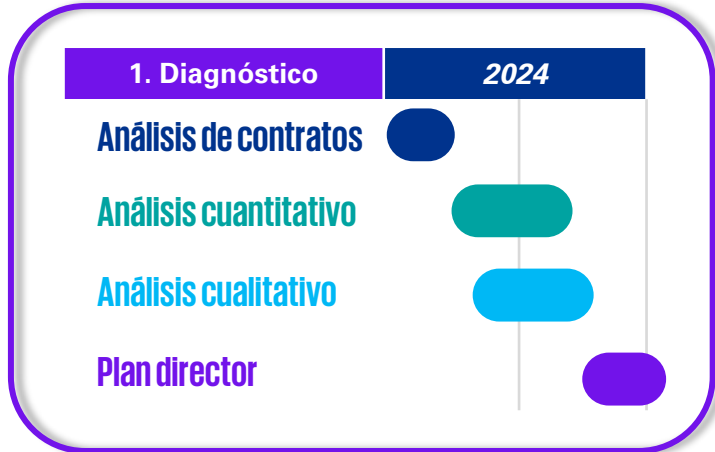 1. Diagnóstico
2024
Análisis de contratos
Análisis cuantitativo
Análisis cualitativo
Plan director